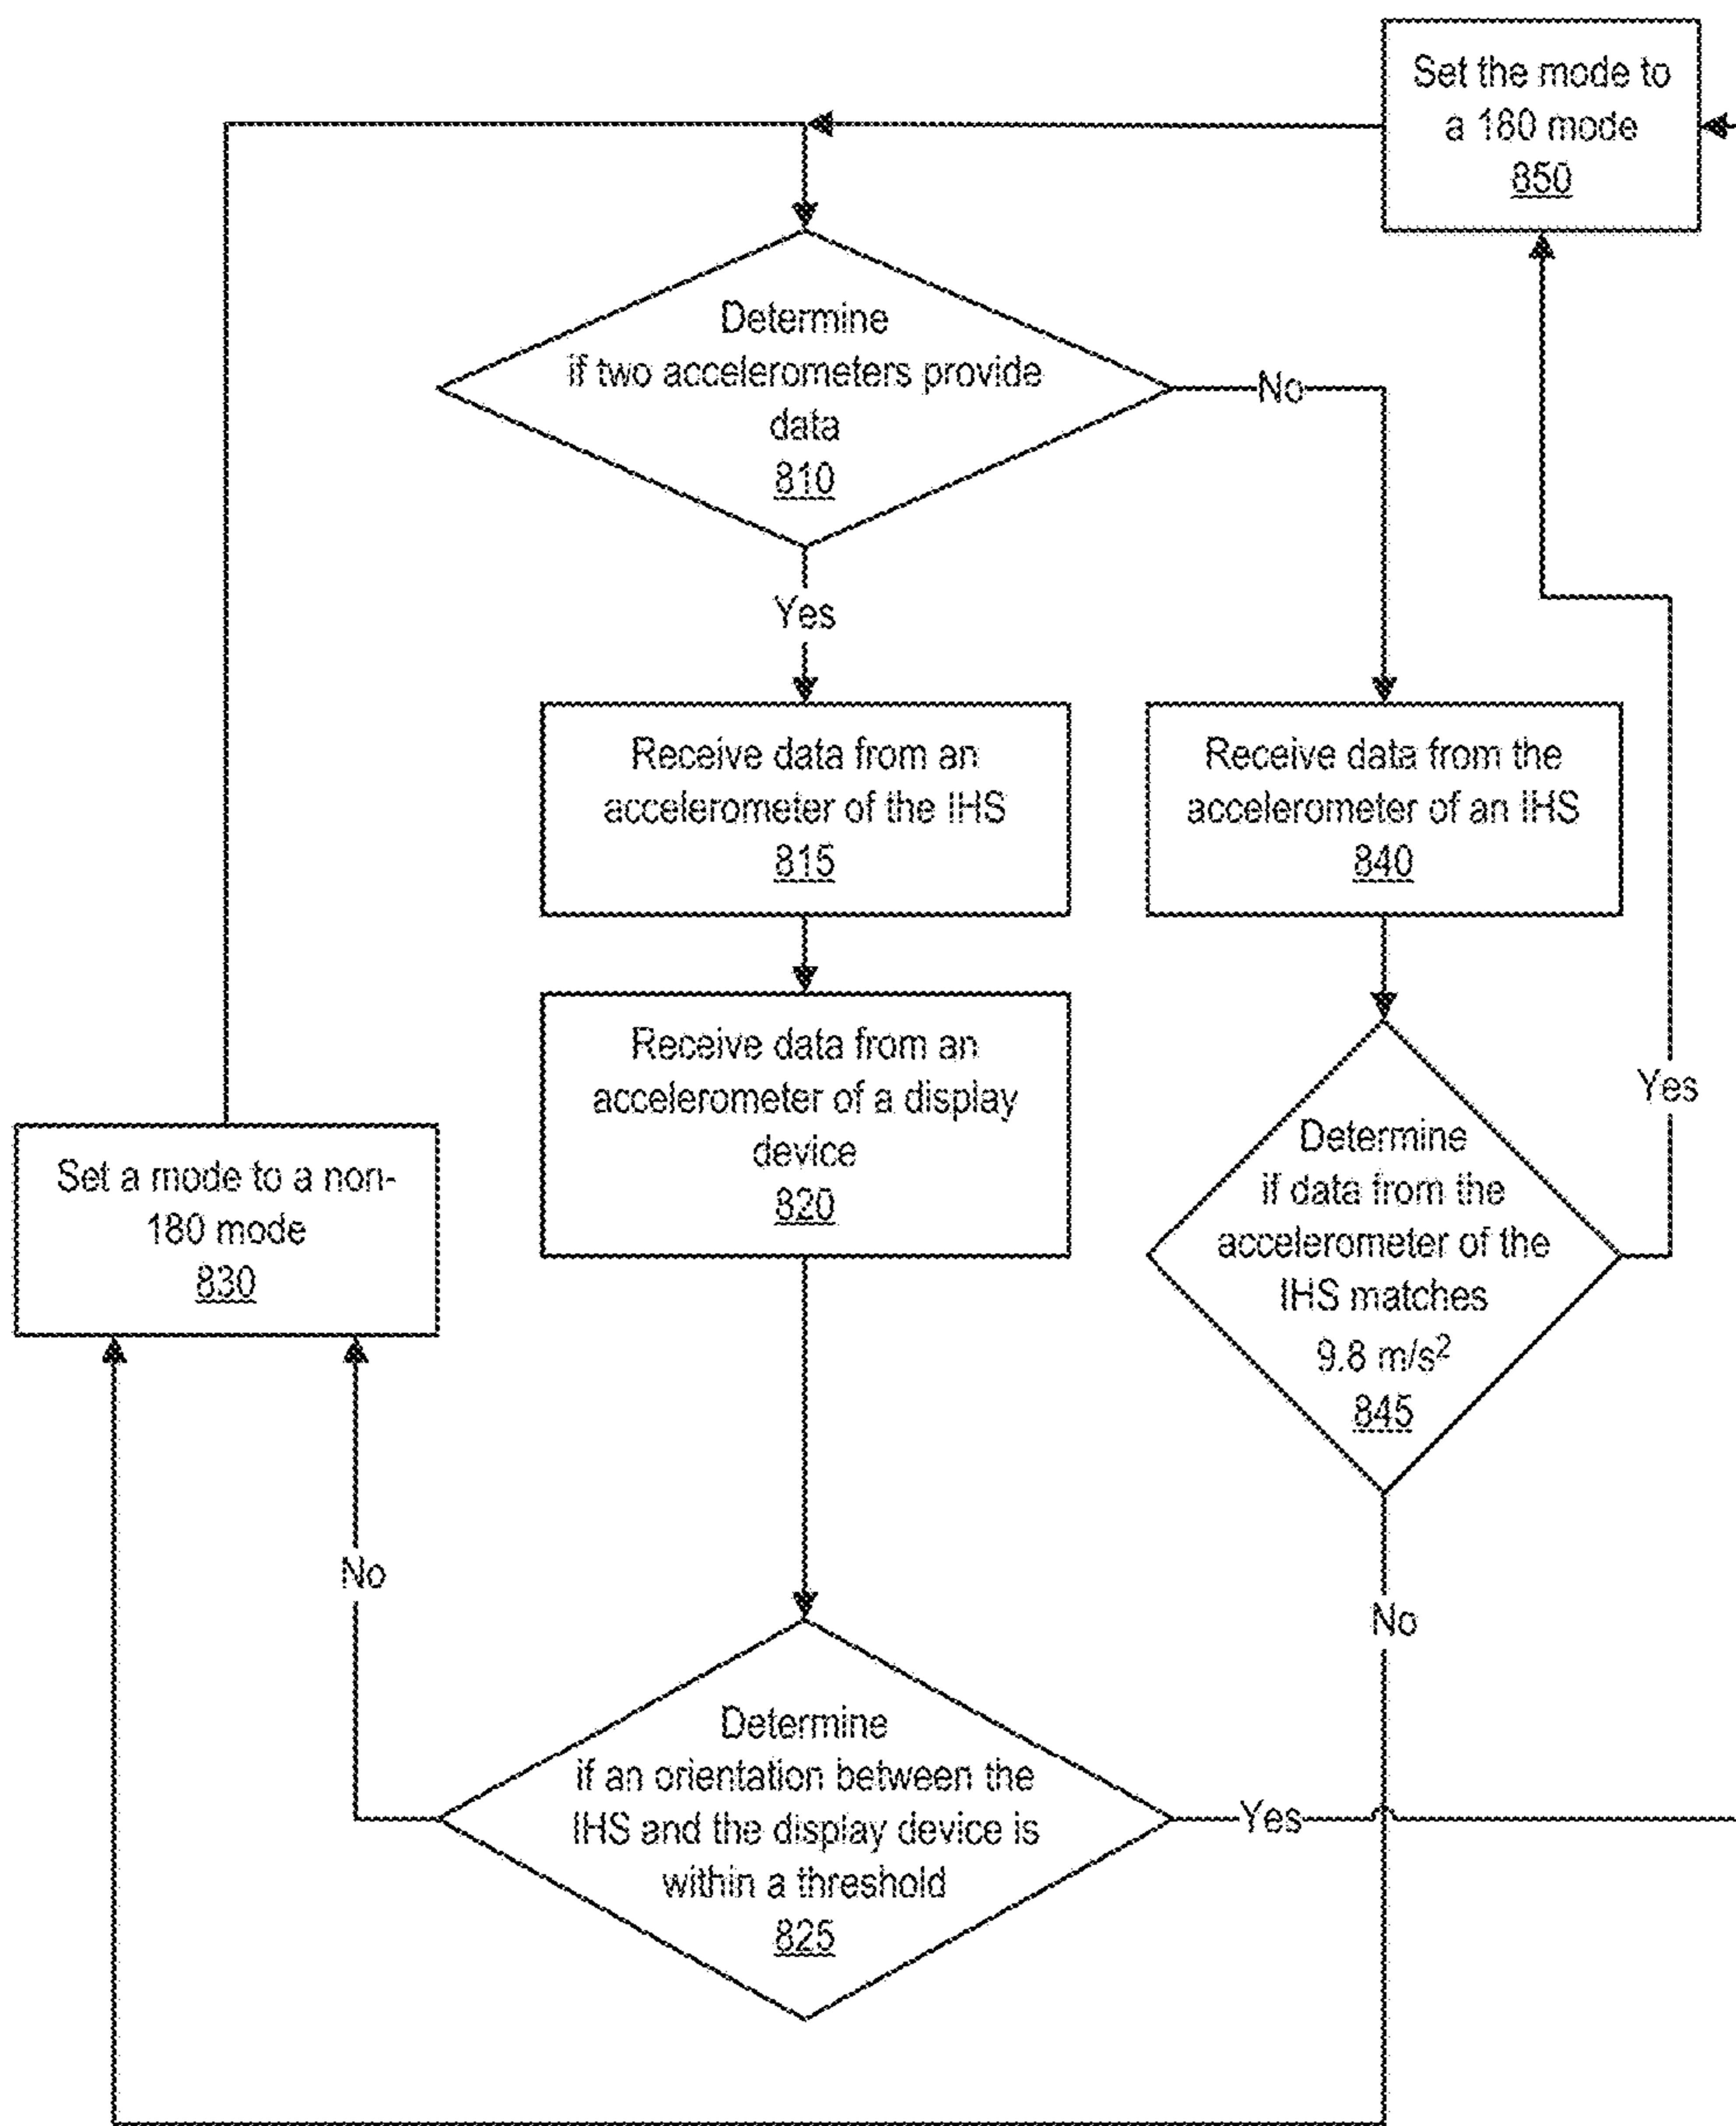 Set the mode to
a 180 mode
850
Determine
if two accelerometers provide
data
810
No
Yes
Receive data from an
accelerometer of the IHS
815
Receive data from the
accelerometer of an IHS
840
Receive data from an
accelerometer of a display
device
820
Yes
Set a mode to a non-
180 mode
830
Determine
if data from the
accelerometer of the
IHS matches
9.8 m/s²
845
No
No
Determine
if an orientation between the
IHS and the display device is
within a threshold
825
Yes